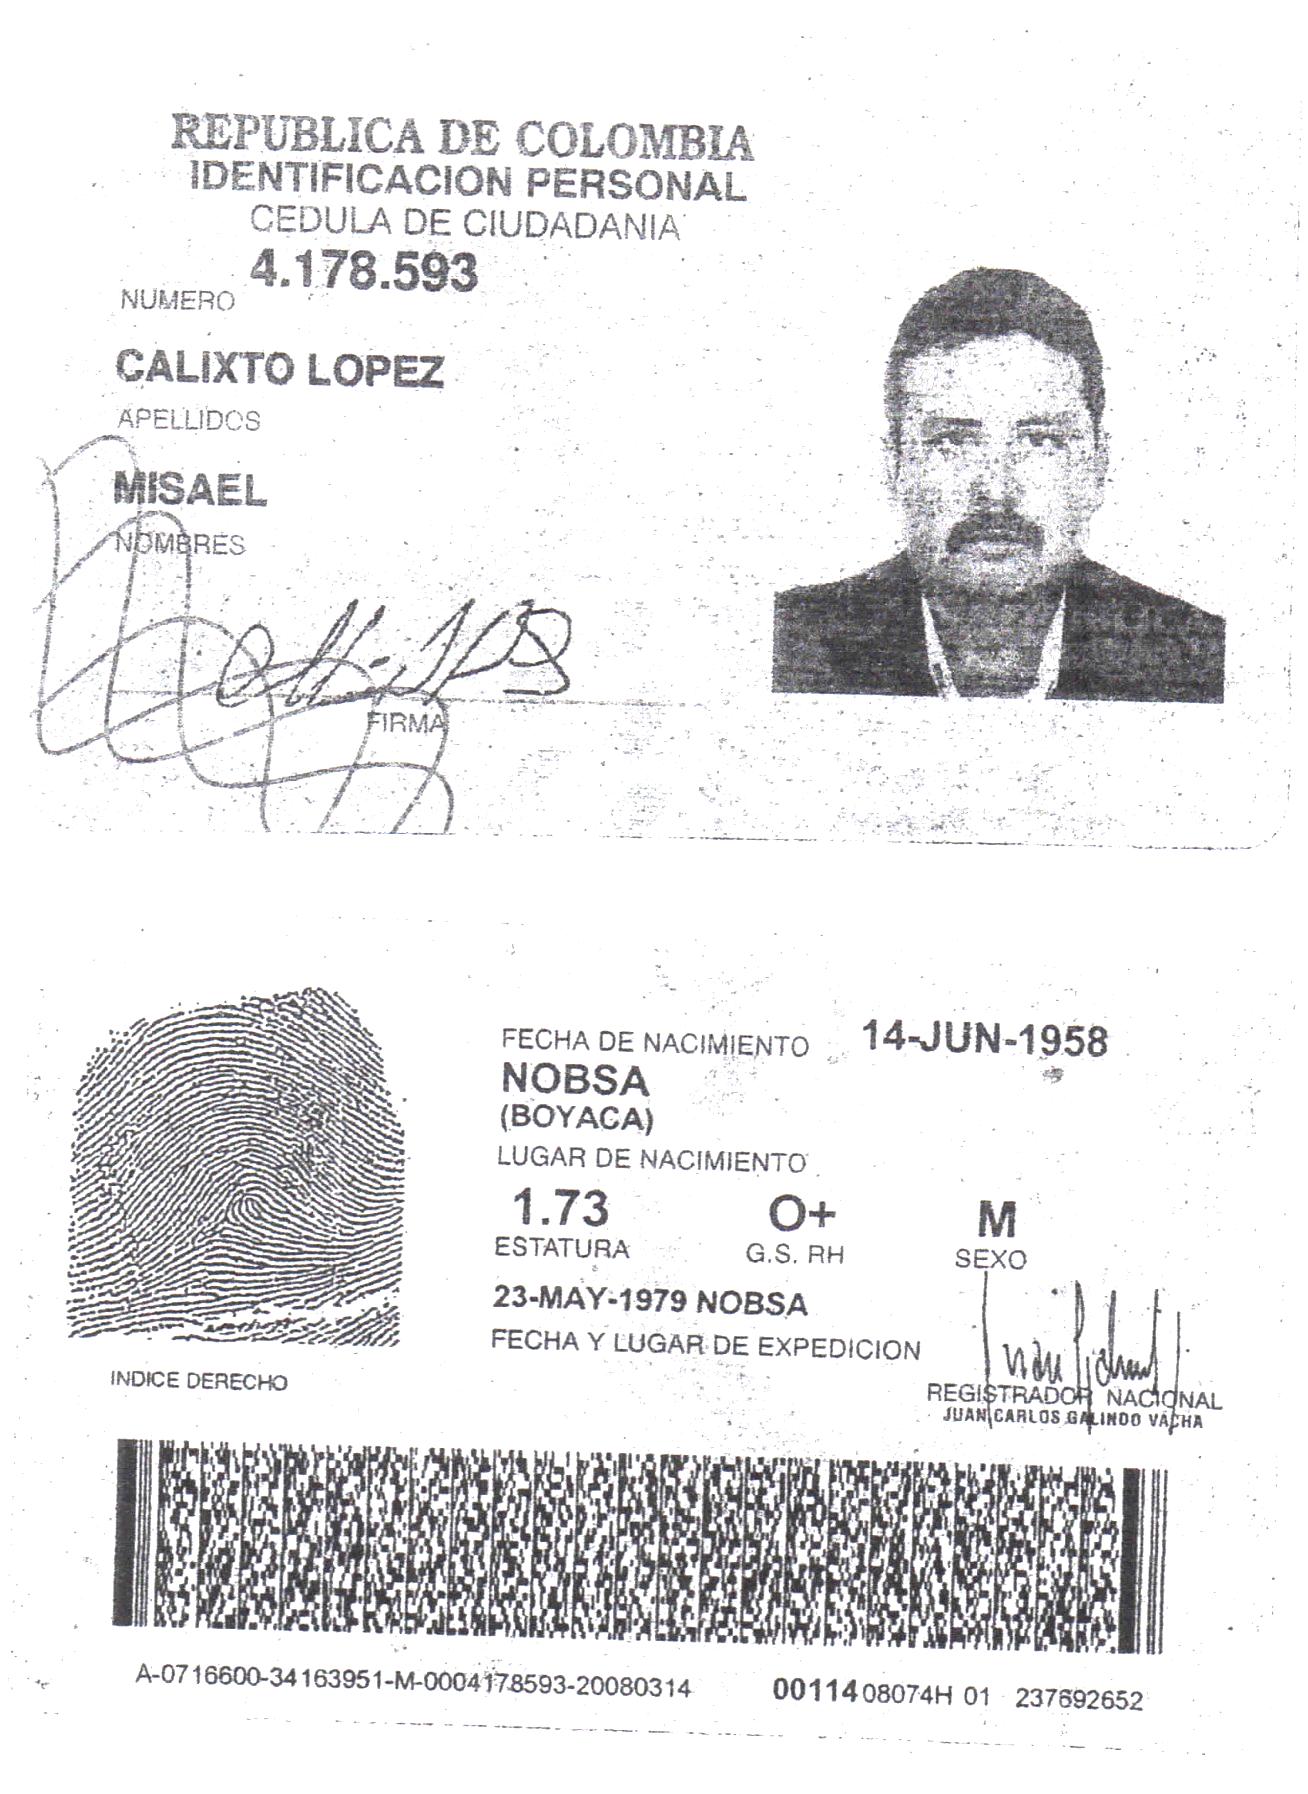 REPUBLICA DE COLOMBIA
IDENTIFICACION PERSONAL
CEDULA DE CIUDADANIA
NUMERO 4.178.593
CALIXTO LOPEZ
APELLIDOS
MISAEL
NOMBRES
FIRMA
FECHA DE NACIMIENTO 14-JUN-1958
NOBSA
(BOYACA)
LUGAR DE NACIMIENTO
1.73 O+ M
ESTATURA G.S. RH SEXO
23-MAY-1979 NOBSA
FECHA Y LUGAR DE EXPEDICION
INDICE DERECHO
REGISTRADOR NACIONAL
JUAN CARLOS GALINDO VACHA
A-0716600-34163951-M-0004178593-20080314 0011408074H 01 237692652